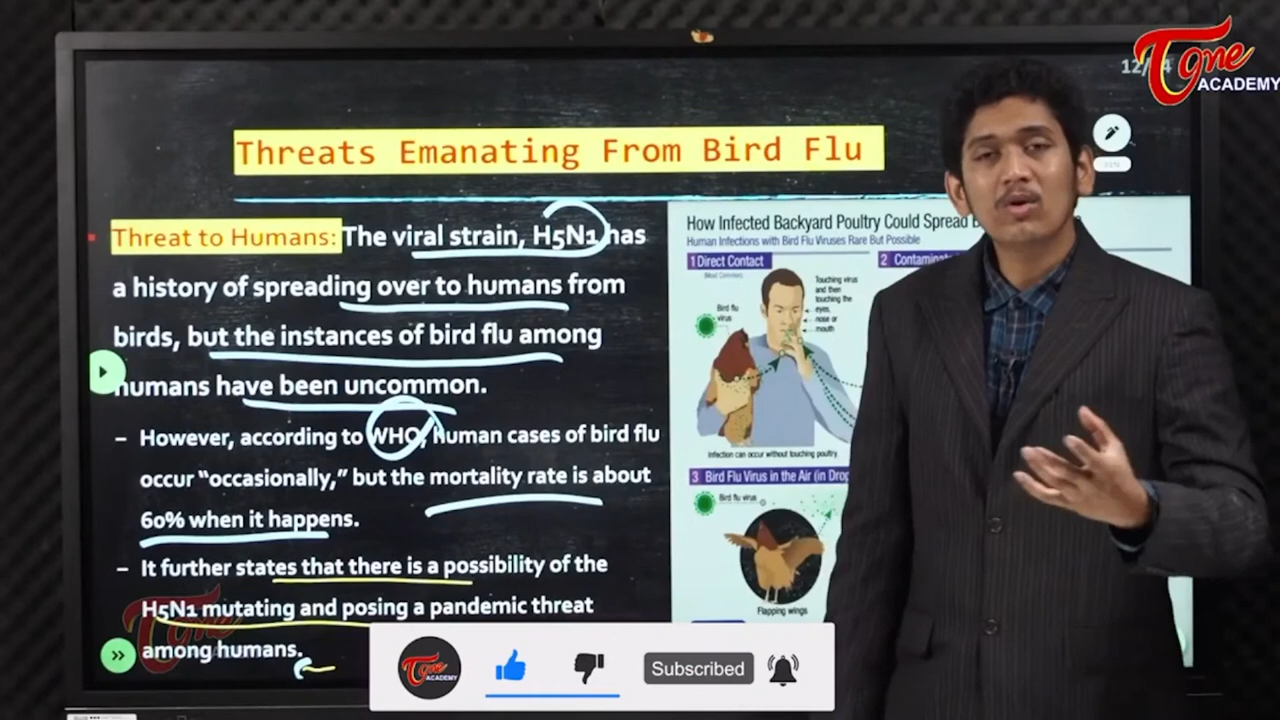 Tone
ACADEMY
Threats Emanating From Bird Flu
Threat to Humans: The viral strain, H5N1 has
a history of spreading over to humans from
birds, but the instances of bird flu among
humans have been uncommon.
– However, according to WHO, human cases of bird flu
occur “occasionally,” but the mortality rate is about
60% when it happens.
– It further states that there is a possibility of the
H5N1 mutating and posing a pandemic threat
among humans.
How Infected Backyard Poultry Could Spread
Human Infections with Bird Flu Viruses Rare But Possible
1 Direct Contact
(Most Common)
2
Bird flu
virus
Touching virus
and then
touching the
eyes,
nose or
mouth
Infection can occur without touching poultry
3 Bird Flu Virus in the Air (in
Bird flu virus
Flapping wings
Tone
Tone
ACADEMY
Subscribed